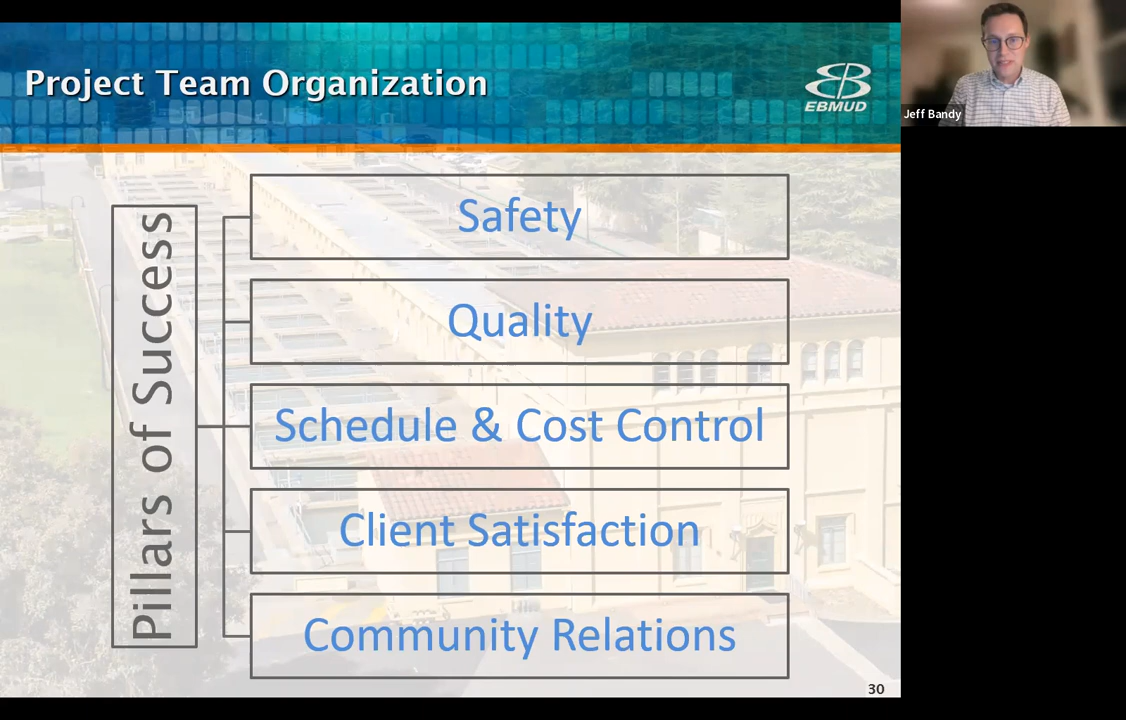 Project Team Organization
EBMUD
Jeff Bandy
Pillars of Success
Safety
Quality
Schedule & Cost Control
Client Satisfaction
Community Relations
30